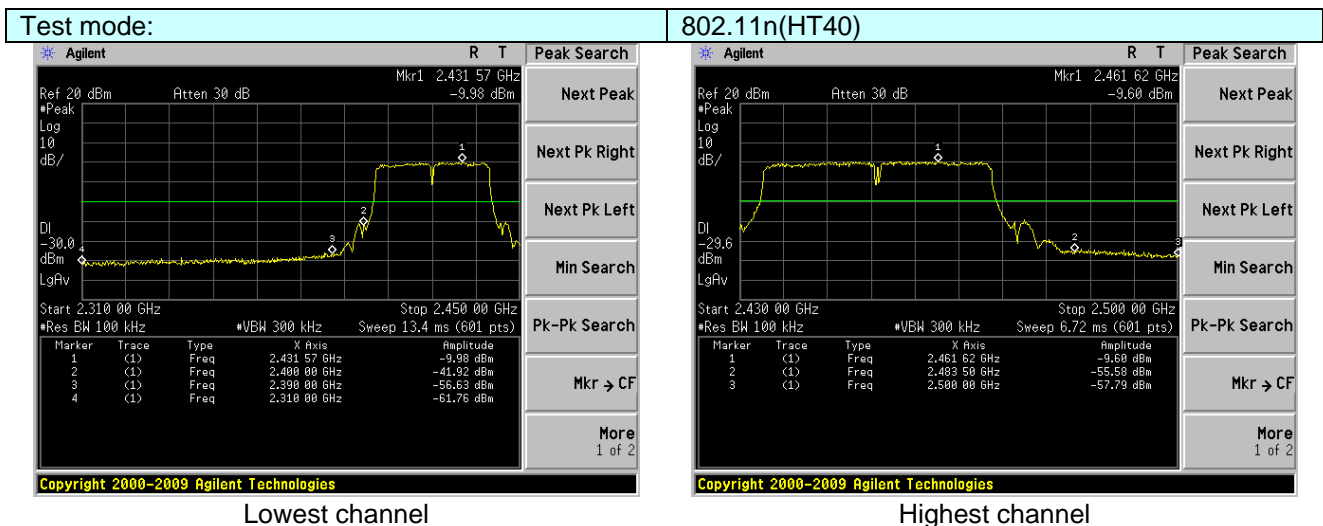 Test mode:
802.11n(HT40)
Agilent
R T
Peak Search
Mkr1 2.431 57 GHz
Ref 20 dBm
Atten 30 dB
-9.98 dBm
#Peak
Log
10
dB/
1
2
3
4
DI
-30.0
dBm
LgAv
Start 2.310 00 GHz
Stop 2.450 00 GHz
#Res BW 100 kHz
#VBW 300 kHz
Sweep 13.4 ms (601 pts)
Marker Trace Type X Axis Amplitude
1 (1) Freq 2.431 57 GHz -9.98 dBm
2 (1) Freq 2.400 00 GHz -41.92 dBm
3 (1) Freq 2.390 00 GHz -56.63 dBm
4 (1) Freq 2.310 00 GHz -61.76 dBm
Next Peak
Next Pk Right
Next Pk Left
Min Search
Pk-Pk Search
Mkr → CF
More
1 of 2
Copyright 2000-2009 Agilent Technologies
Lowest channel
Agilent
R T
Peak Search
Mkr1 2.461 62 GHz
Ref 20 dBm
Atten 30 dB
-9.60 dBm
#Peak
Log
10
dB/
1
2
3
DI
-29.6
dBm
LgAv
Start 2.430 00 GHz
Stop 2.500 00 GHz
#Res BW 100 kHz
#VBW 300 kHz
Sweep 6.72 ms (601 pts)
Marker Trace Type X Axis Amplitude
1 (1) Freq 2.461 62 GHz -9.60 dBm
2 (1) Freq 2.483 50 GHz -55.58 dBm
3 (1) Freq 2.500 00 GHz -57.79 dBm
Next Peak
Next Pk Right
Next Pk Left
Min Search
Pk-Pk Search
Mkr → CF
More
1 of 2
Copyright 2000-2009 Agilent Technologies
Highest channel